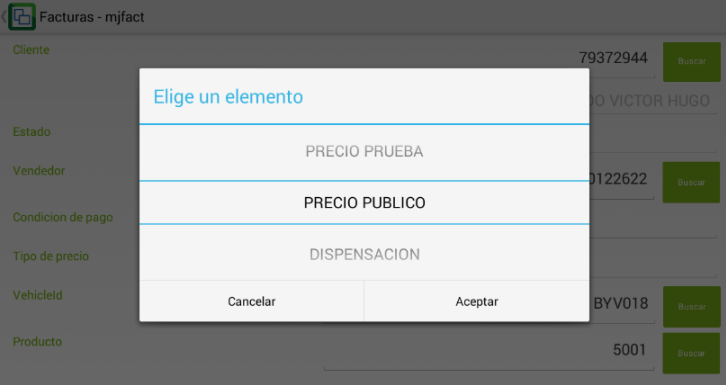 Facturas - mjfact
Cliente
79372944
Buscar
Elige un elemento
DO VICTOR HUGO
Estado
PRECIO PRUEBA
Vendedor
0122622
Buscar
PRECIO PUBLICO
Condicion de pago
Tipo de precio
DISPENSACION
VehicleId
Cancelar
Aceptar
BYV018
Buscar
Producto
5001
Buscar